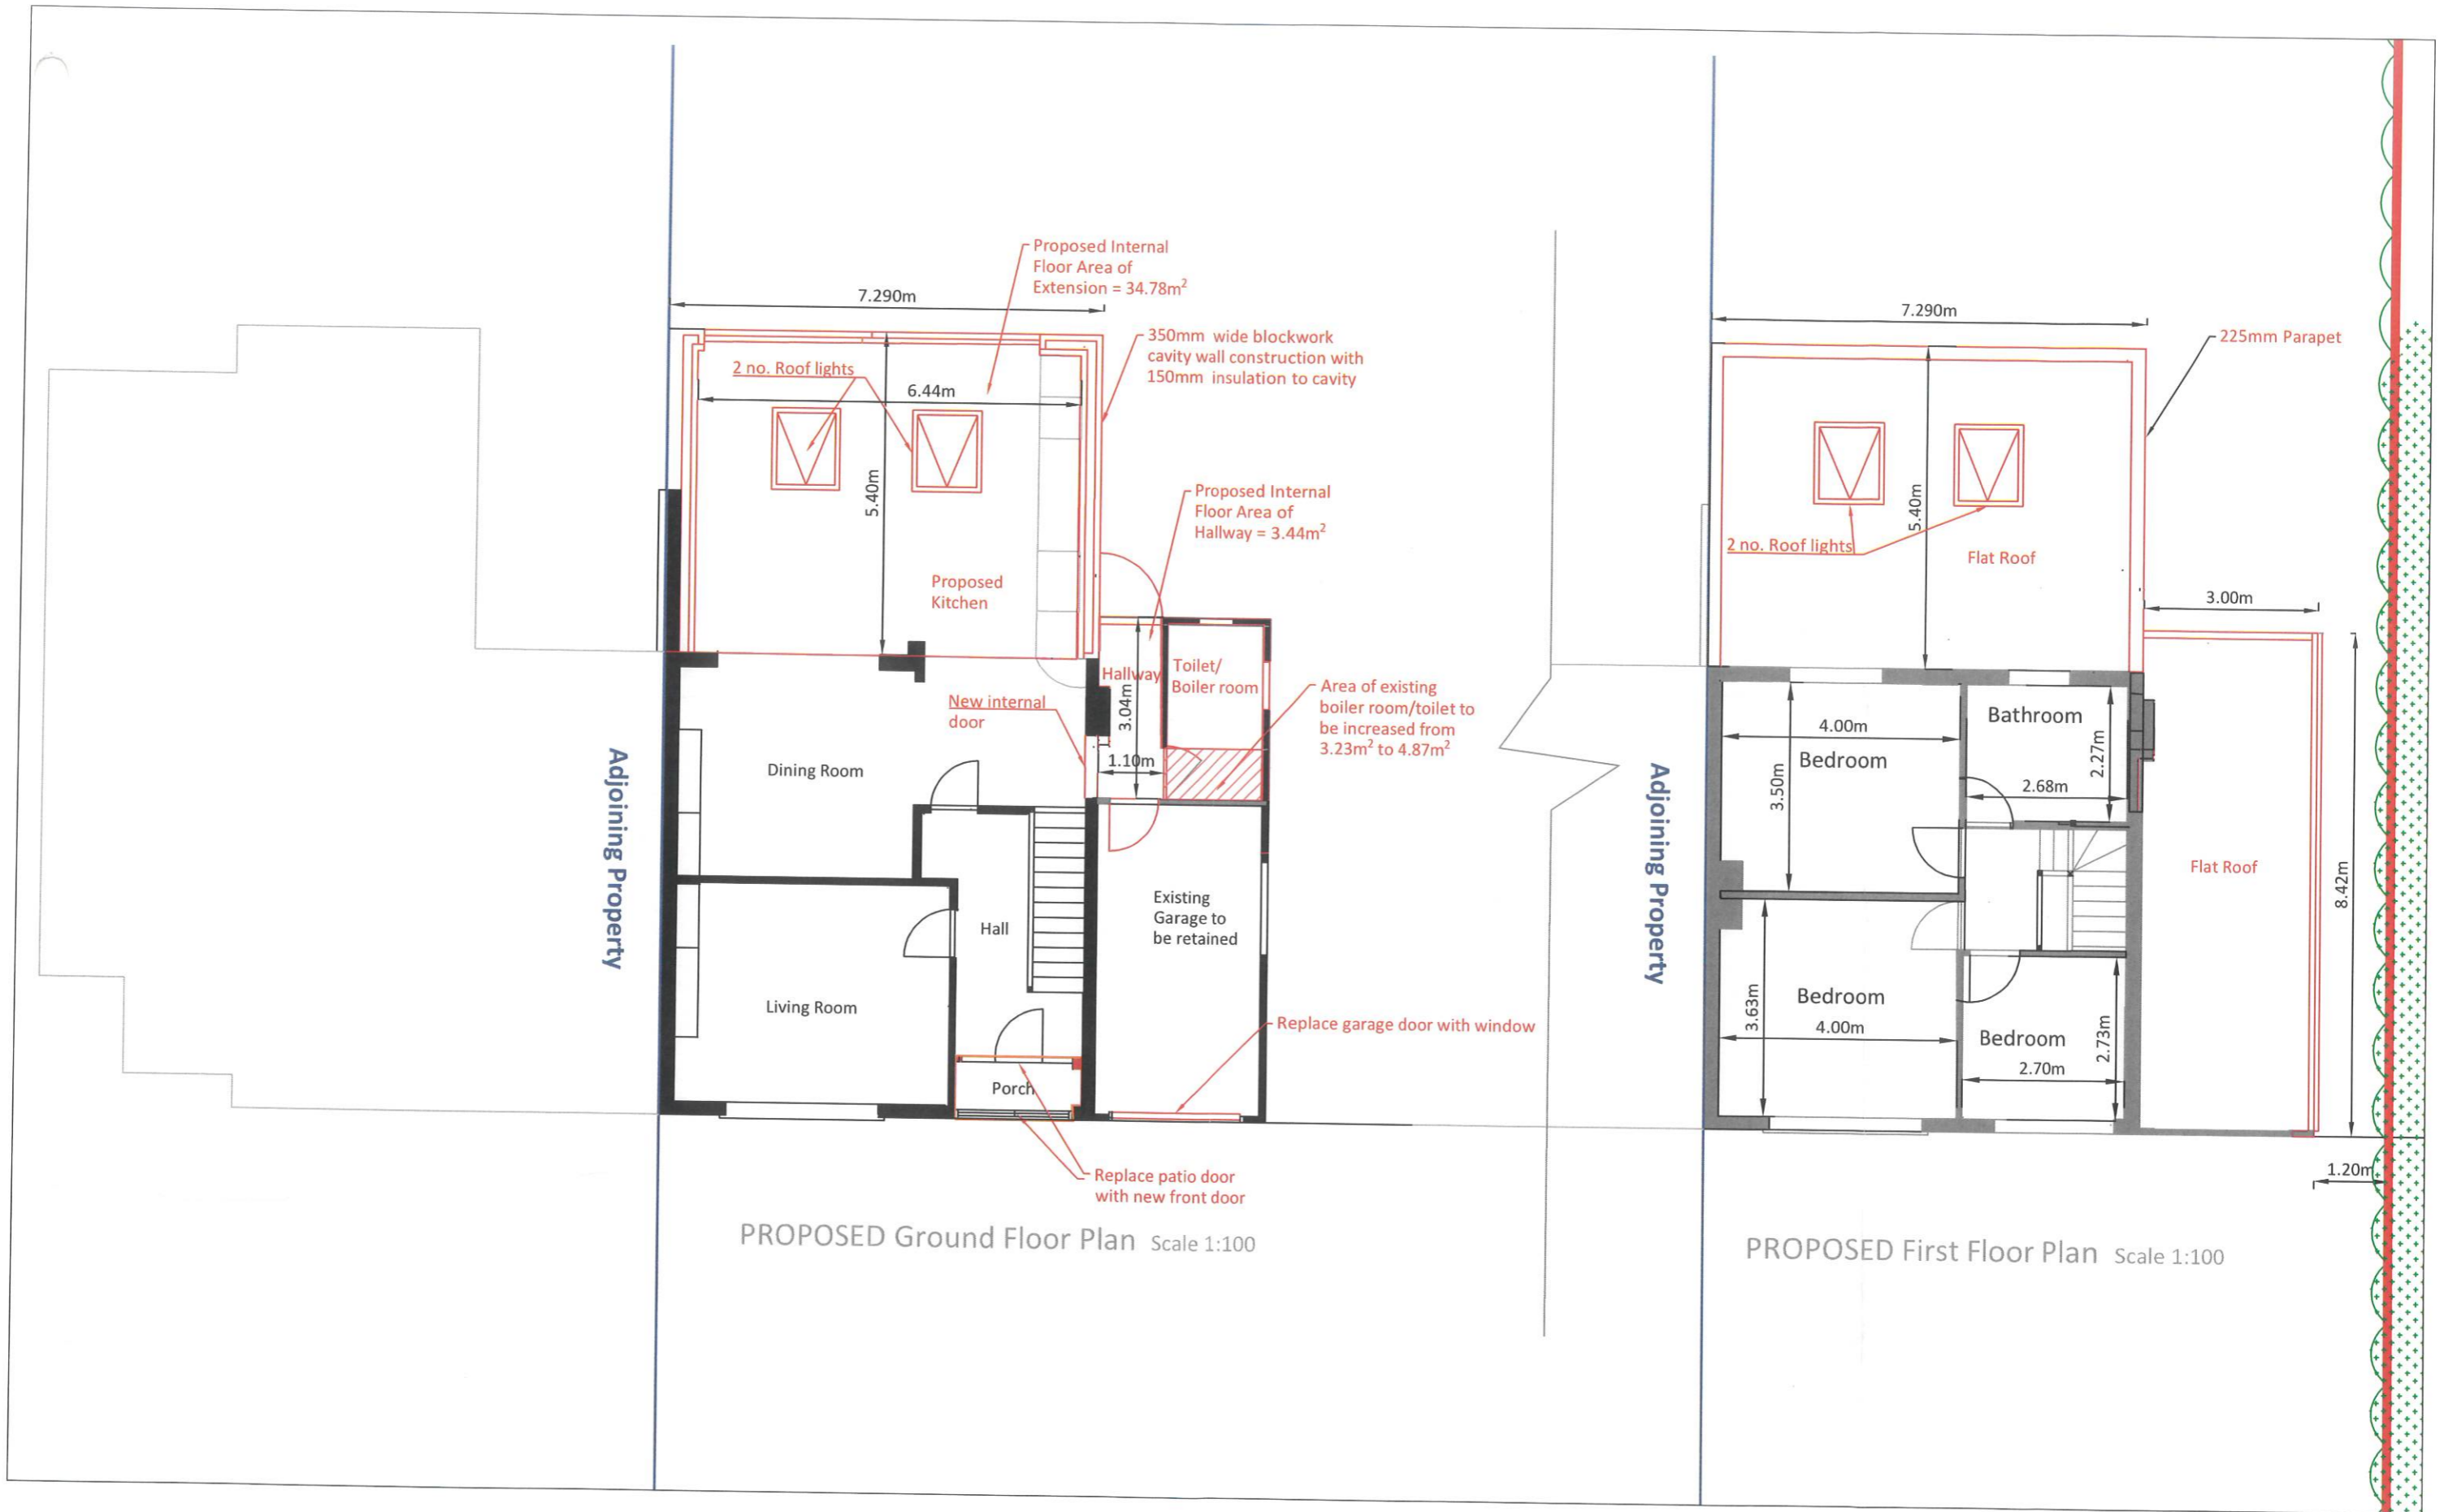 Proposed Internal
Floor Area of
Extension = 34.78m²
7.290m
350mm wide blockwork
cavity wall construction with
150mm insulation to cavity
2 no. Roof lights
6.44m
5.40m
Proposed Internal
Floor Area of
Hallway = 3.44m²
Proposed
Kitchen
Hallway
3.04m
Toilet/
Boiler room
Area of existing
boiler room/toilet to
be increased from
3.23m² to 4.87m²
New internal
door
1.10m
Dining Room
Adjoining Property
Existing
Garage to
be retained
Hall
Living Room
Replace garage door with window
Porch
Replace patio door
with new front door
PROPOSED Ground Floor Plan Scale 1:100
7.290m
225mm Parapet
5.40m
2 no. Roof lights
Flat Roof
3.00m
Bathroom
4.00m
Bedroom
2.27m
3.50m
2.68m
Adjoining Property
Flat Roof
8.42m
Bedroom
3.63m
4.00m
Bedroom
2.73m
2.70m
1.20m
PROPOSED First Floor Plan Scale 1:100